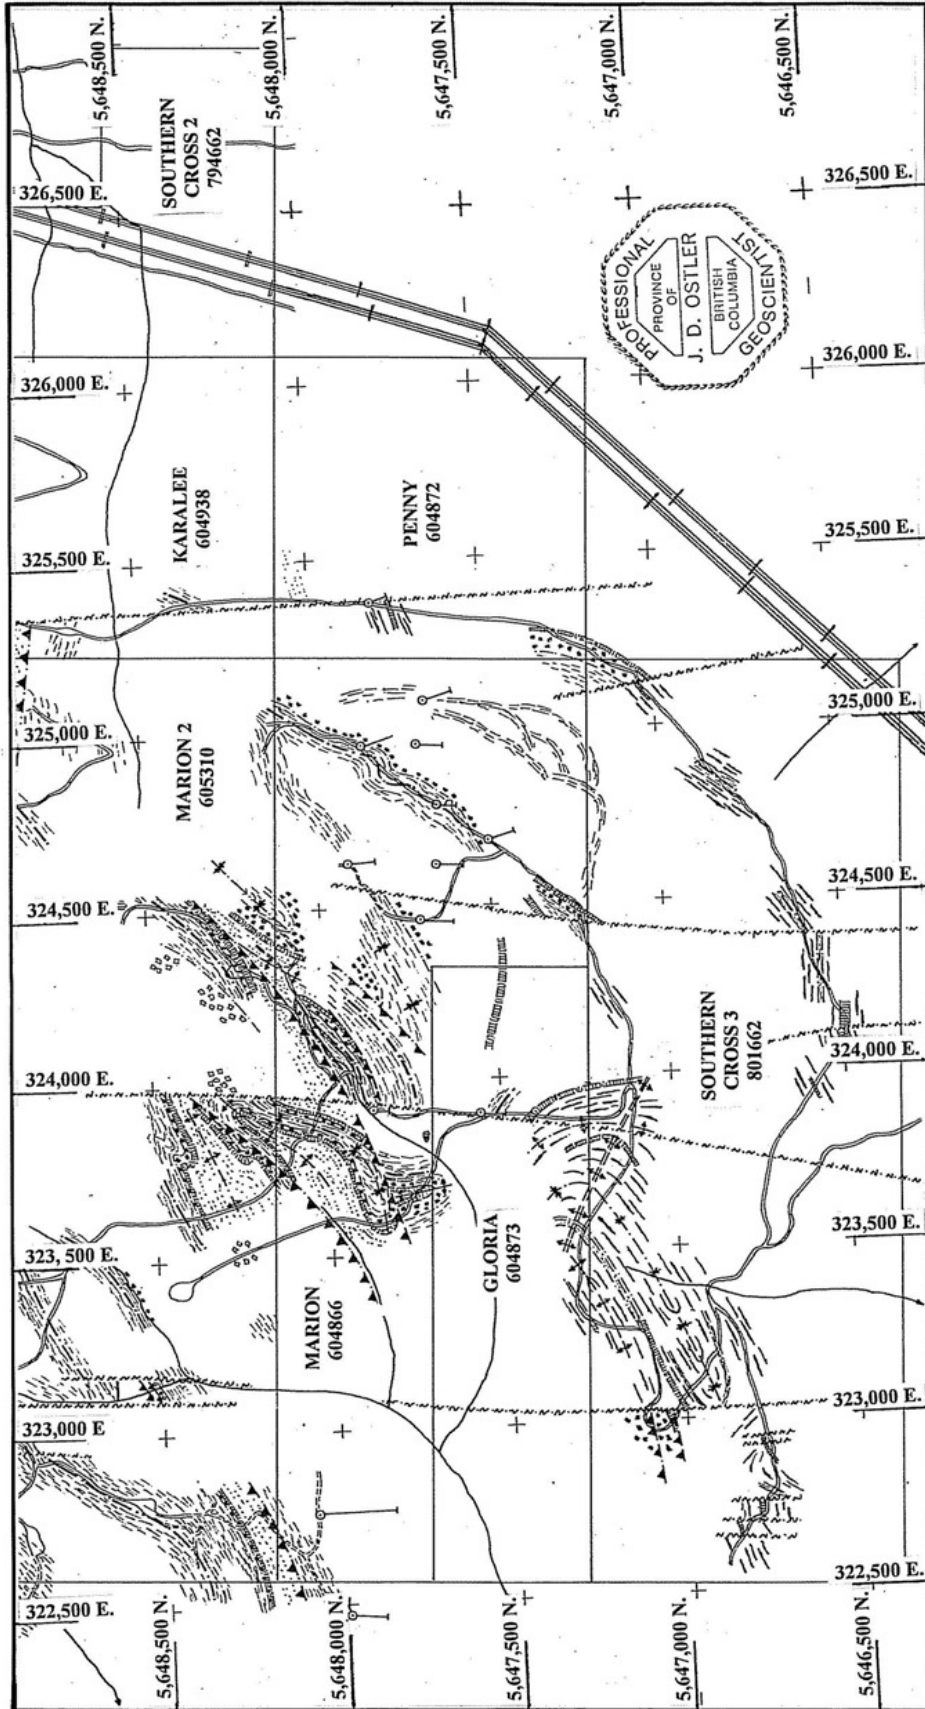 5,648,500 N.
5,648,000 N.
5,647,500 N.
5,647,000 N.
5,646,500 N.
SOUTHERN
CROSS 2
794662
326,500 E.
326,500 E.
PROFESSIONAL
PROVINCE
OF
J. D. OSTLER
BRITISH
COLUMBIA
GEOSCIENTIST
326,000 E.
326,000 E.
KARALEE
604938
PENNY
604872
325,500 E.
325,500 E.
325,000 E.
325,000 E.
MARION 2
605310
324,500 E.
324,500 E.
SOUTHERN
CROSS 3
801662
324,000 E.
324,000 E.
323, 500 E.
323,500 E.
GLORIA
604873
MARION
604866
323,000 E
323,000 E.
322,500 E.
322,500 E.
5,648,500 N.
5,648,000 N.
5,647,500 N.
5,647,000 N.
5,646,500 N.